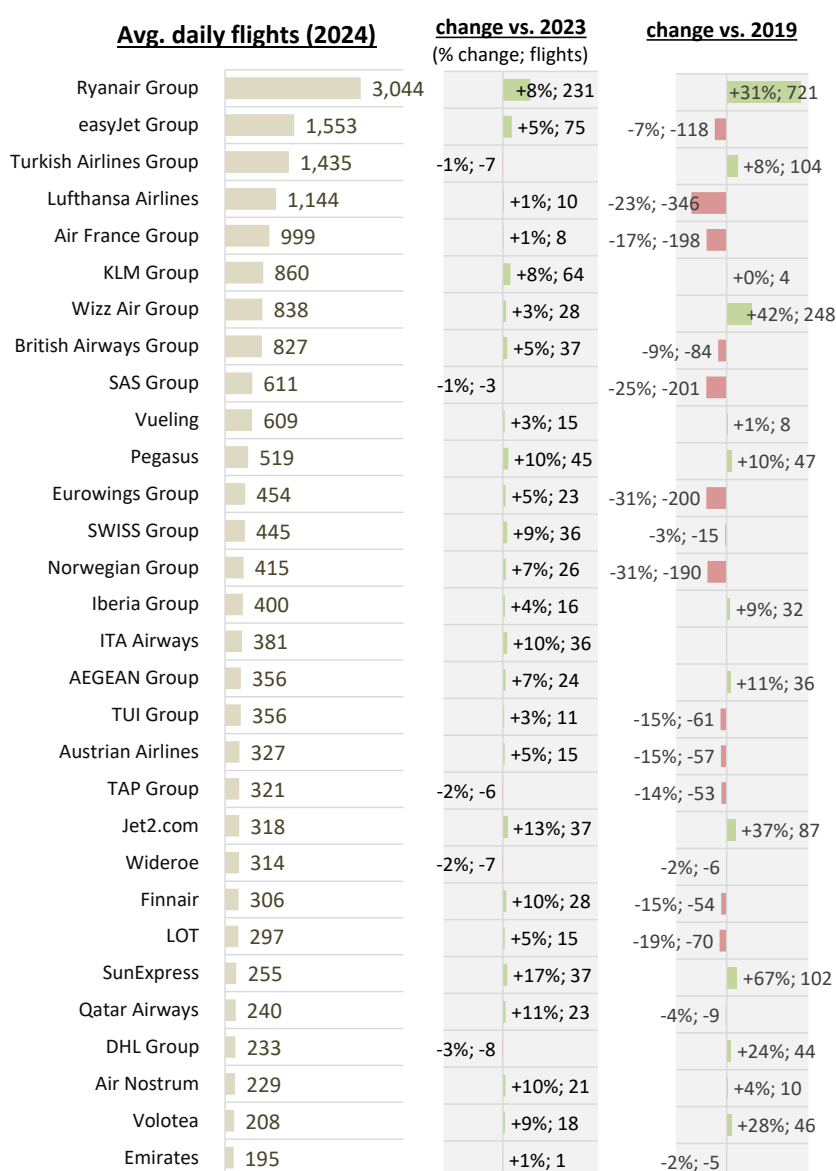 Avg. daily flights (2024) change vs. 2023 change vs. 2019
(% change; flights)
Ryanair Group 3,044 +8%; 231 +31%; 721
easyJet Group 1,553 +5%; 75 -7%; -118
Turkish Airlines Group 1,435 -1%; -7 +8%; 104
Lufthansa Airlines 1,144 +1%; 10 -23%; -346
Air France Group 999 +1%; 8 -17%; -198
KLM Group 860 +8%; 64 +0%; 4
Wizz Air Group 838 +3%; 28 +42%; 248
British Airways Group 827 +5%; 37 -9%; -84
SAS Group 611 -1%; -3 -25%; -201
Vueling 609 +3%; 15 +1%; 8
Pegasus 519 +10%; 45 +10%; 47
Eurowings Group 454 +5%; 23 -31%; -200
SWISS Group 445 +9%; 36 -3%; -15
Norwegian Group 415 +7%; 26 -31%; -190
Iberia Group 400 +4%; 16 +9%; 32
ITA Airways 381 +10%; 36
AEGEAN Group 356 +7%; 24 +11%; 36
TUI Group 356 +3%; 11 -15%; -61
Austrian Airlines 327 +5%; 15 -15%; -57
TAP Group 321 -2%; -6 -14%; -53
Jet2.com 318 +13%; 37 +37%; 87
Wideroe 314 -2%; -7 -2%; -6
Finnair 306 +10%; 28 -15%; -54
LOT 297 +5%; 15 -19%; -70
SunExpress 255 +17%; 37 +67%; 102
Qatar Airways 240 +11%; 23 -4%; -9
DHL Group 233 -3%; -8 +24%; 44
Air Nostrum 229 +10%; 21 +4%; 10
Volotea 208 +9%; 18 +28%; 46
Emirates 195 +1%; 1 -2%; -5